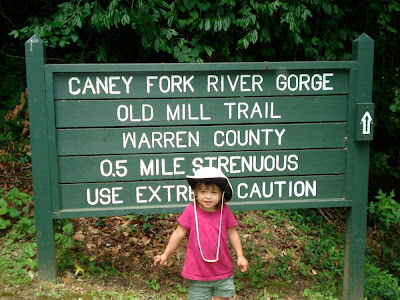 CANEY FORK RIVER GORGE
OLD MILL TRAIL
WARREN COUNTY
0.5 MILE STRENUOUS
USE EXTREME CAUTION